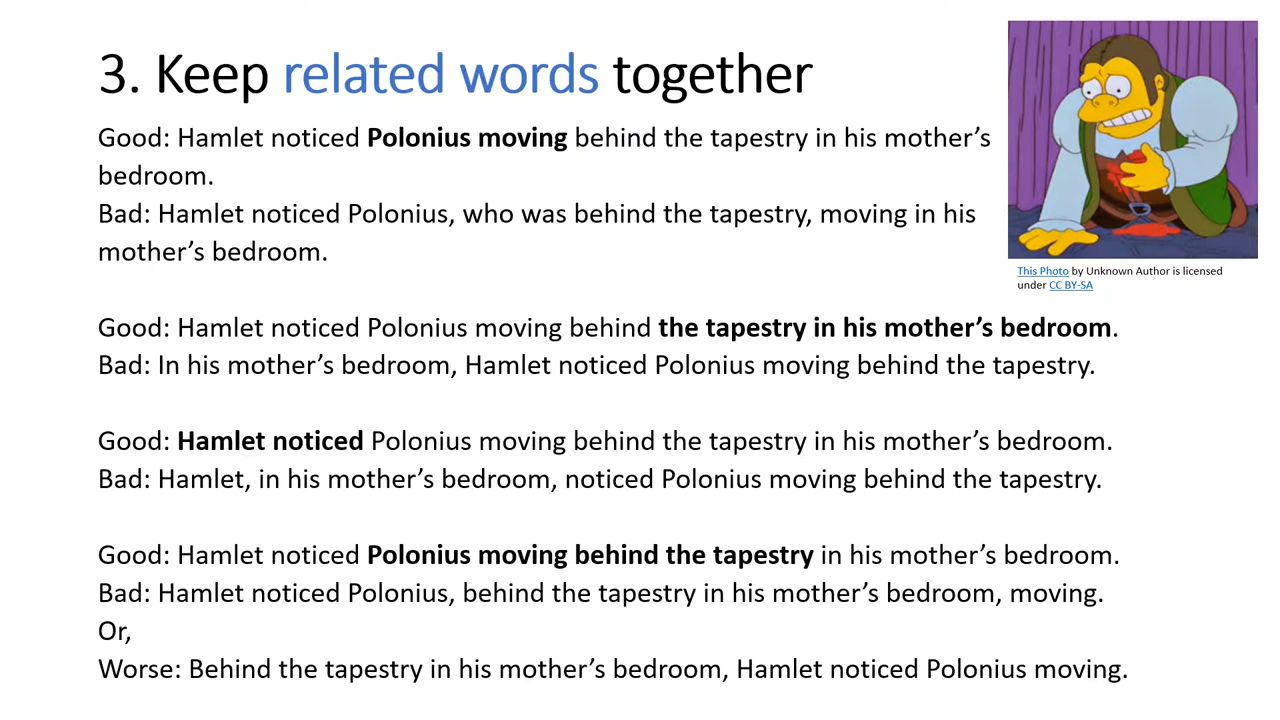 3. Keep related words together
Good: Hamlet noticed Polonius moving behind the tapestry in his mother’s
bedroom.
Bad: Hamlet noticed Polonius, who was behind the tapestry, moving in his
mother’s bedroom.
This Photo by Unknown Author is licensed
under CC BY-SA
Good: Hamlet noticed Polonius moving behind the tapestry in his mother’s bedroom.
Bad: In his mother’s bedroom, Hamlet noticed Polonius moving behind the tapestry.
Good: Hamlet noticed Polonius moving behind the tapestry in his mother’s bedroom.
Bad: Hamlet, in his mother’s bedroom, noticed Polonius moving behind the tapestry.
Good: Hamlet noticed Polonius moving behind the tapestry in his mother’s bedroom.
Bad: Hamlet noticed Polonius, behind the tapestry in his mother’s bedroom, moving.
Or,
Worse: Behind the tapestry in his mother’s bedroom, Hamlet noticed Polonius moving.